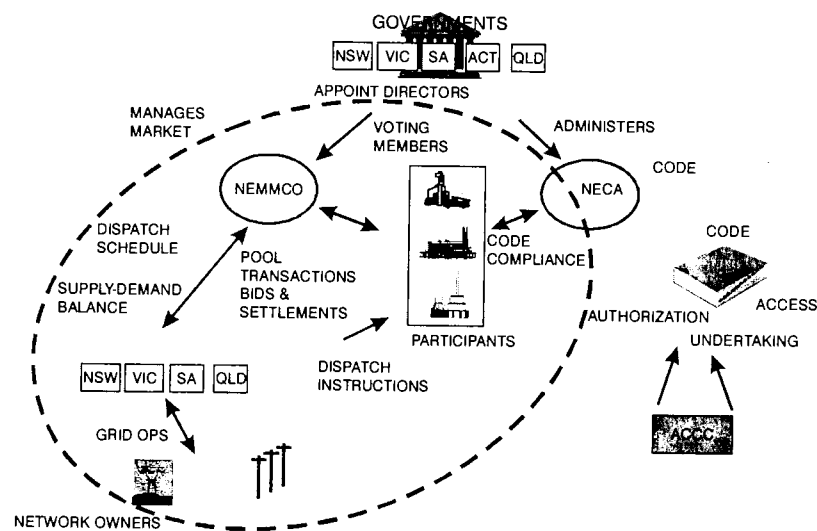 GOVERNMENTS
NSW VIC SA ACT QLD
APPOINT DIRECTORS
MANAGES
MARKET
VOTING
MEMBERS
ADMINISTERS
NEMMCO
NECA
CODE
DISPATCH
SCHEDULE
POOL
TRANSACTIONS
BIDS &
SETTLEMENTS
CODE
COMPLIANCE
CODE
SUPPLY-DEMAND
BALANCE
ACCESS
AUTHORIZATION
UNDERTAKING
PARTICIPANTS
DISPATCH
INSTRUCTIONS
NSW VIC SA QLD
ACCC
GRID OPS
NETWORK OWNERS